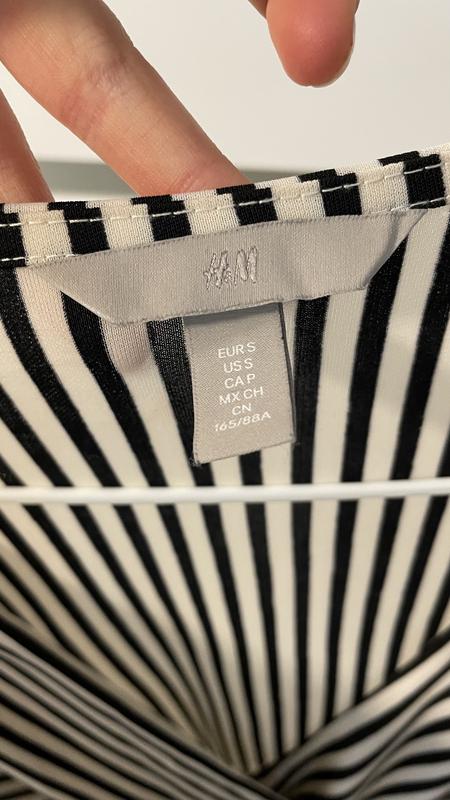 H&M
EUR S
US S
CA P
MX CH
CN
165/88A